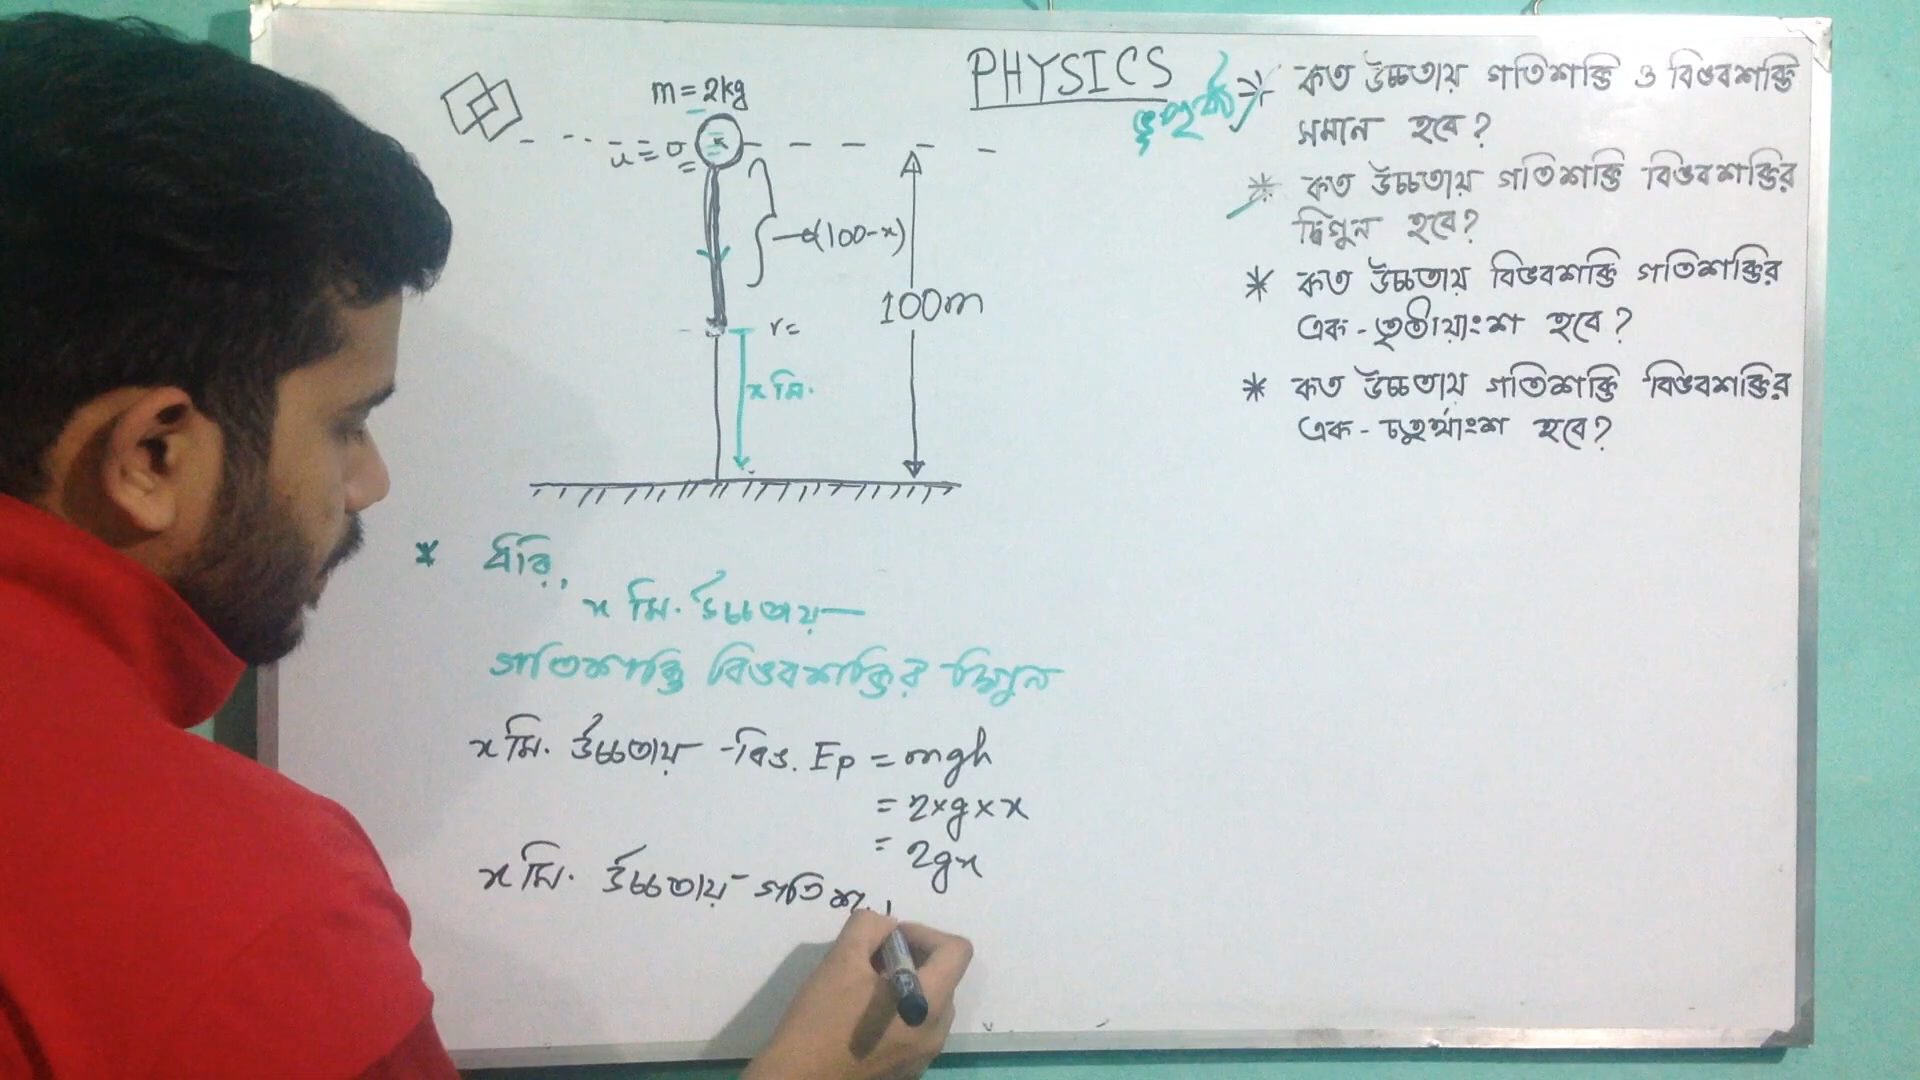 PHYSICS
m = 2kg
u = 0
(100-x)
100m
v=
x মি.
ভূপৃষ্ঠ
* কত উচ্চতায় গতিশক্তি ও বিভবশক্তি
সমান হবে?
* কত উচ্চতায় গতিশক্তি বিভবশক্তির
দ্বিগুন হবে?
* কত উচ্চতায় বিভবশক্তি গতিশক্তির
এক-তৃতীয়াংশ হবে?
* কত উচ্চতায় গতিশক্তি বিভবশক্তির
এক-চতুর্থাংশ হবে?
* ধরি,
x মি. উচ্চতায়—
গতিশক্তি বিভবশক্তির দ্বিগুন
x মি. উচ্চতায় -বিভ. Ep = mgh
= 2×g×x
= 2gx
x মি. উচ্চতায় গতিশ.